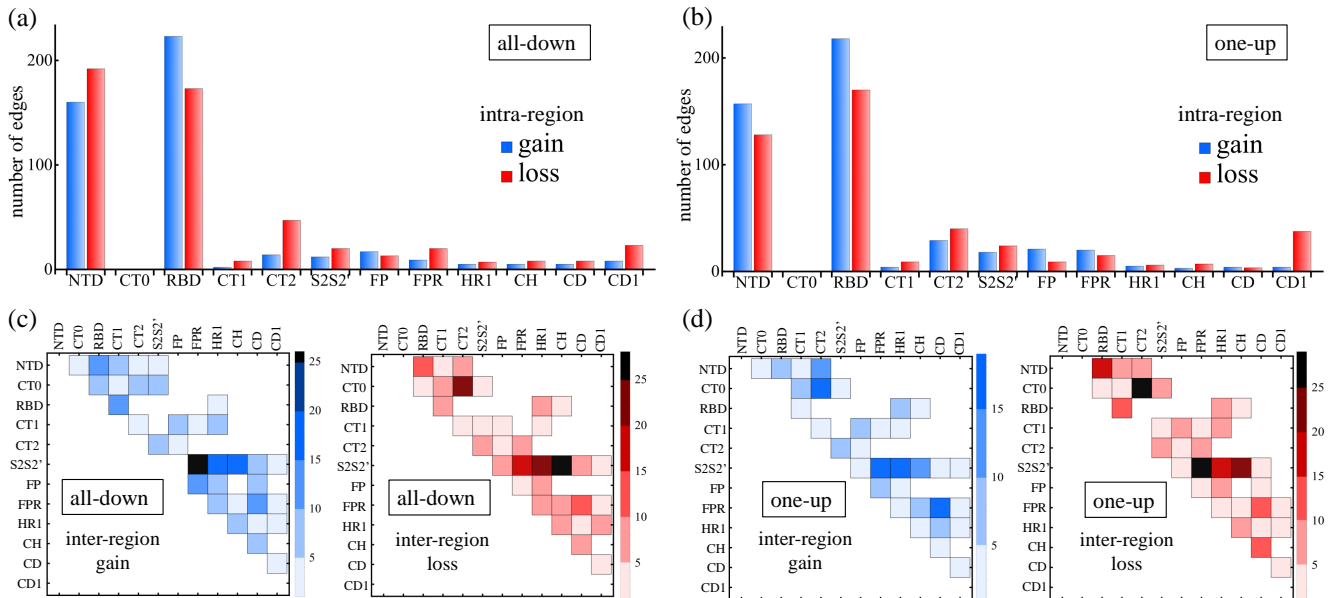 (a)
all-down
number of edges
200
100
0
intra-region
gain
loss
NTD CT0 RBD CT1 CT2 S2S2' FP FPR HR1 CH CD CD1
(b)
one-up
number of edges
200
100
0
intra-region
gain
loss
NTD CT0 RBD CT1 CT2 S2S2' FP FPR HR1 CH CD CD1
(c)
NTD CT0 RBD CT1 CT2 S2S2' FP FPR HR1 CH CD CD1
NTD
CT0
RBD
CT1
CT2
S2S2'
FP
FPR
HR1
CH
CD
CD1
all-down
inter-region
gain
25
20
15
10
5
NTD CT0 RBD CT1 CT2 S2S2' FP FPR HR1 CH CD CD1
NTD
CT0
RBD
CT1
CT2
S2S2'
FP
FPR
HR1
CH
CD
CD1
all-down
inter-region
loss
25
20
15
10
5
(d)
NTD CT0 RBD CT1 CT2 S2S2' FP FPR HR1 CH CD CD1
NTD
CT0
RBD
CT1
CT2
S2S2'
FP
FPR
HR1
CH
CD
CD1
one-up
inter-region
gain
15
10
5
NTD CT0 RBD CT1 CT2 S2S2' FP FPR HR1 CH CD CD1
NTD
CT0
RBD
CT1
CT2
S2S2'
FP
FPR
HR1
CH
CD
CD1
one-up
inter-region
loss
25
20
15
10
5